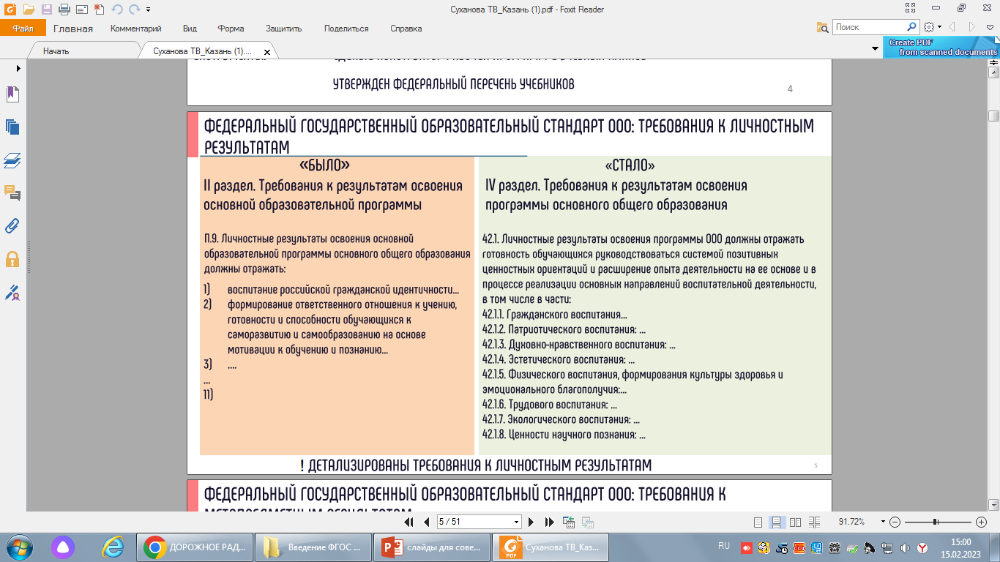 Суханова ТВ_Казань (1).pdf - Foxit Reader
Файл
Главная
Комментарий
Вид
Форма
Защитить
Поделиться
Справка
Поиск
Начать
Суханова ТВ_Казань (1)....
Create PDF
from scanned documents
УТВЕРЖДЕН ФЕДЕРАЛЬНЫЙ ПЕРЕЧЕНЬ УЧЕБНИКОВ
4
ФЕДЕРАЛЬНЫЙ ГОСУДАРСТВЕННЫЙ ОБРАЗОВАТЕЛЬНЫЙ СТАНДАРТ ООО: ТРЕБОВАНИЯ К ЛИЧНОСТНЫМ
РЕЗУЛЬТАТАМ
«БЫЛО»
II раздел. Требования к результатам освоения
основной образовательной программы
П.9. Личностные результаты освоения основной
образовательной программы основного общего образования
должны отражать:
1) воспитание российской гражданской идентичности...
2) формирование ответственного отношения к учению,
готовности и способности обучающихся к
саморазвитию и самообразованию на основе
мотивации к обучению и познанию...
3) ....
...
11)
«СТАЛО»
IV раздел. Требования к результатам освоения
программы основного общего образования
42.1. Личностные результаты освоения программы ООО должны отражать
готовность обучающихся руководствоваться системой позитивных
ценностных ориентаций и расширение опыта деятельности на ее основе и в
процессе реализации основных направлений воспитательной деятельности,
в том числе в части:
42.1.1. Гражданского воспитания...
42.1.2. Патриотического воспитания: ...
42.1.3. Духовно-нравственного воспитания: ...
42.1.4. Эстетического воспитания: ...
42.1.5. Физического воспитания, формирования культуры здоровья и
эмоционального благополучия:...
42.1.6. Трудового воспитания: ...
42.1.7. Экологического воспитания: ...
42.1.8. Ценности научного познания: ...
! ДЕТАЛИЗИРОВАНЫ ТРЕБОВАНИЯ К ЛИЧНОСТНЫМ РЕЗУЛЬТАТАМ
5
ФЕДЕРАЛЬНЫЙ ГОСУДАРСТВЕННЫЙ ОБРАЗОВАТЕЛЬНЫЙ СТАНДАРТ ООО: ТРЕБОВАНИЯ К
5 / 51
91.72%
ДОРОЖНОЕ РАД...
Введение ФГОС ...
слайды для сове...
Суханова ТВ_Каз...
RU
15:00
15.02.2023